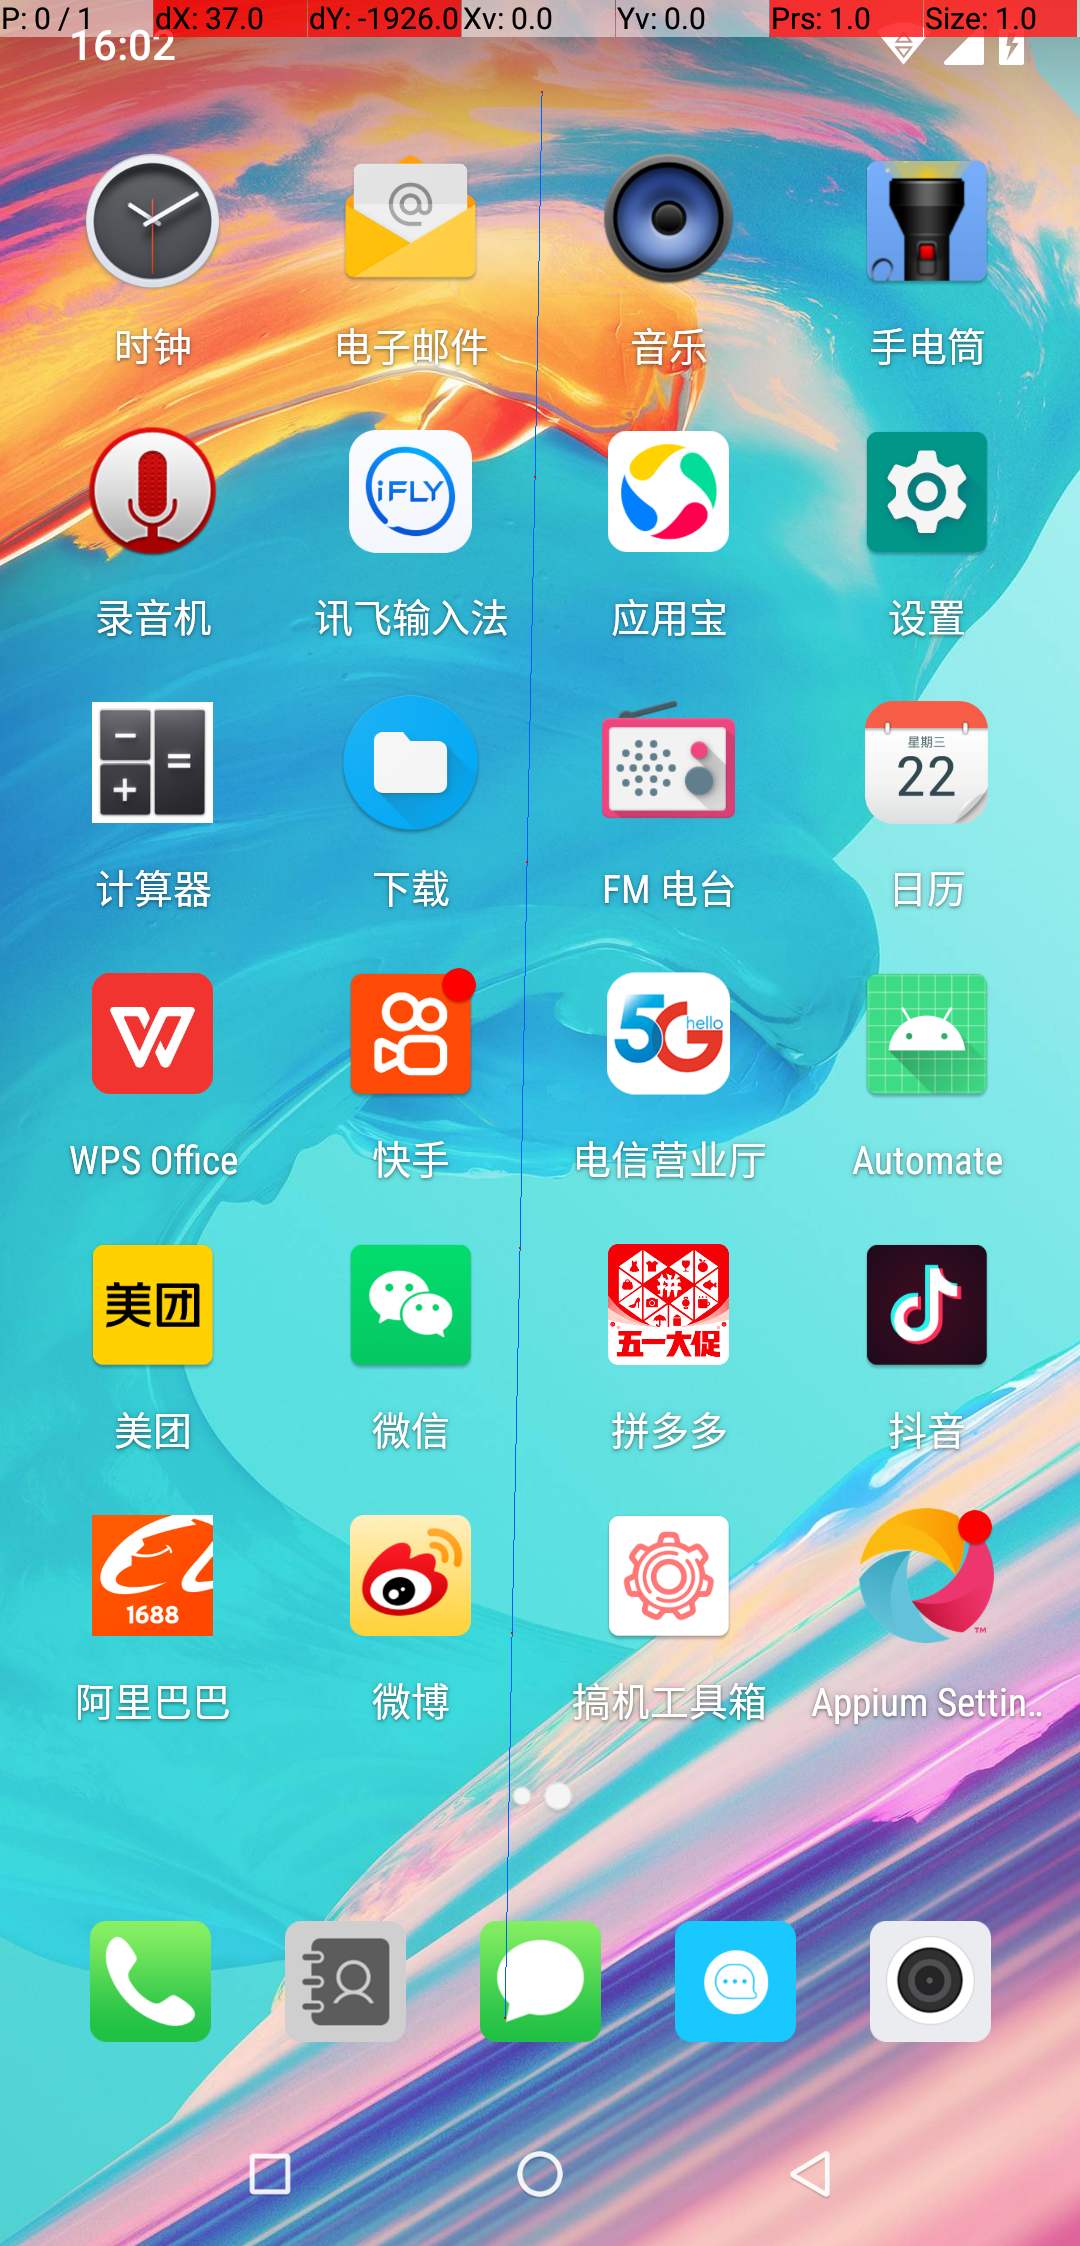 P: 0 / 1 dX: 37.0 dY: -1926.0 Xv: 0.0 Yv: 0.0 Prs: 1.0 Size: 1.0
16:02
@
时钟 电子邮件 音乐 手电筒
iFLY
录音机 讯飞输入法 应用宝 设置
星期三
22
计算器 下载 FM 电台 日历
5G hello
WPS Office 快手 电信营业厅 Automate
美团 拼
五一大促
美团 微信 拼多多 抖音
1688 ™
阿里巴巴 微博 搞机工具箱 Appium Settin…